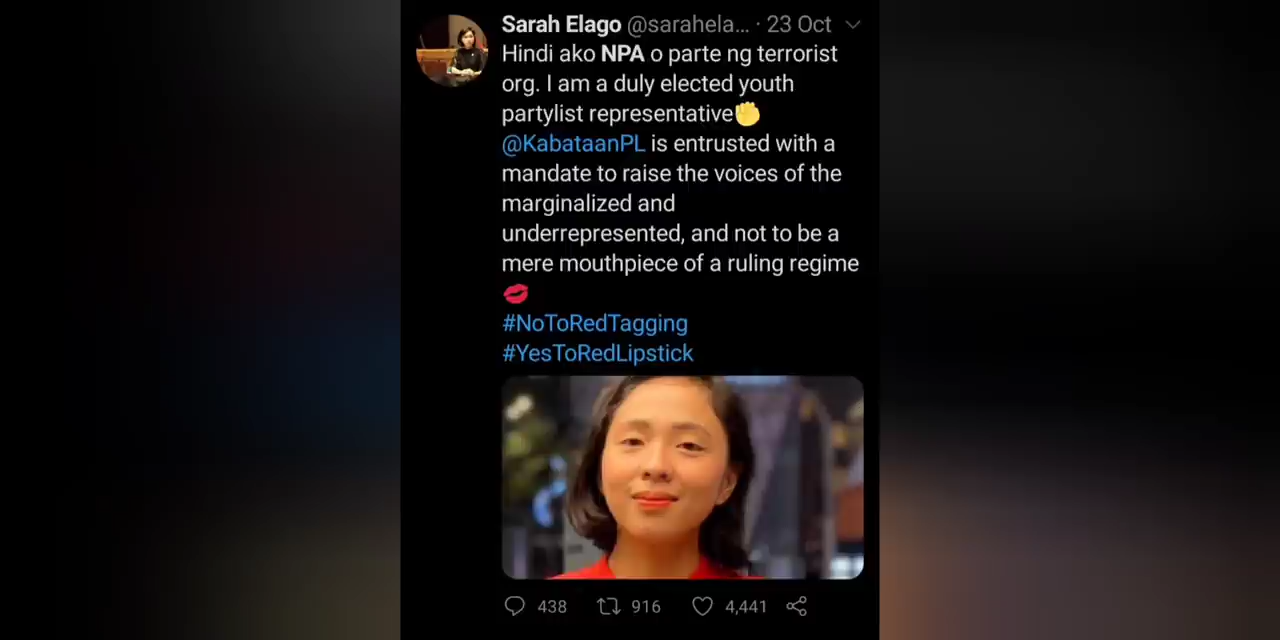 Sarah Elago @sarahela... · 23 Oct
Hindi ako NPA o parte ng terrorist
org. I am a duly elected youth
partylist representative✊
@KabataanPL is entrusted with a
mandate to raise the voices of the
marginalized and
underrepresented, and not to be a
mere mouthpiece of a ruling regime
💋
#NoToRedTagging
#YesToRedLipstick
438 916 4,441